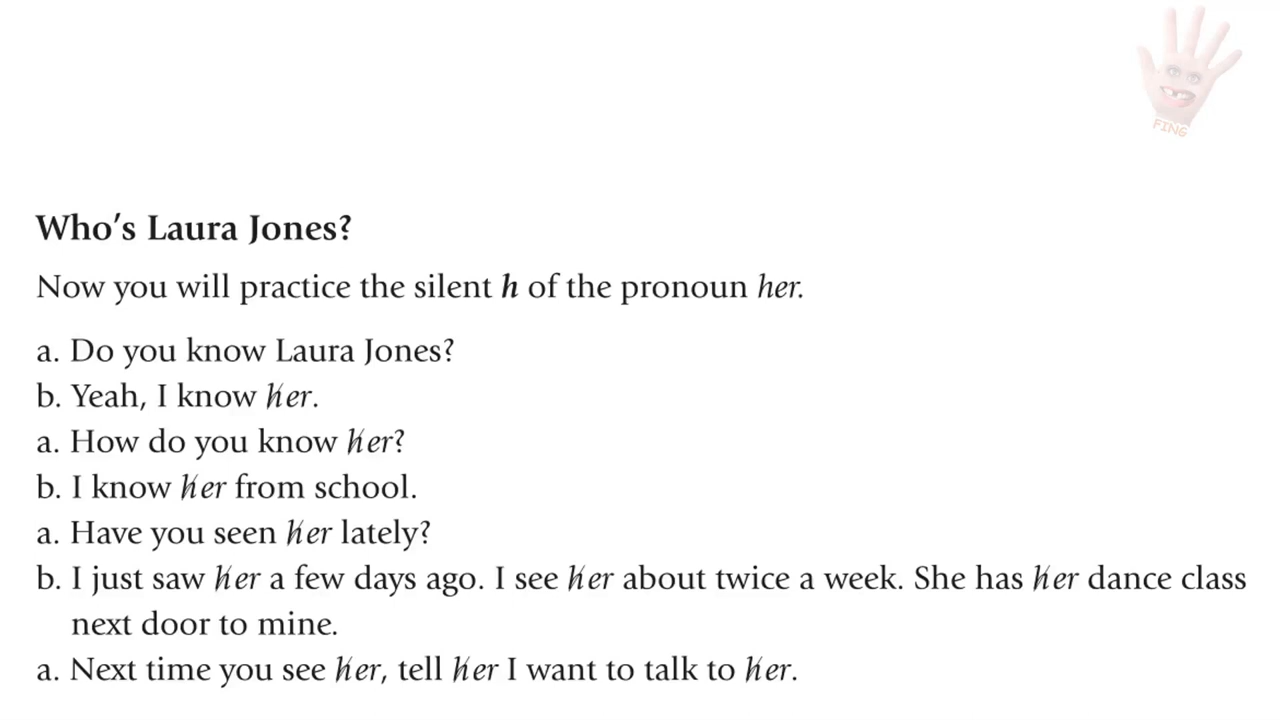 FING
Who's Laura Jones?
Now you will practice the silent h of the pronoun her.
a. Do you know Laura Jones?
b. Yeah, I know her.
a. How do you know her?
b. I know her from school.
a. Have you seen her lately?
b. I just saw her a few days ago. I see her about twice a week. She has her dance class
next door to mine.
a. Next time you see her, tell her I want to talk to her.